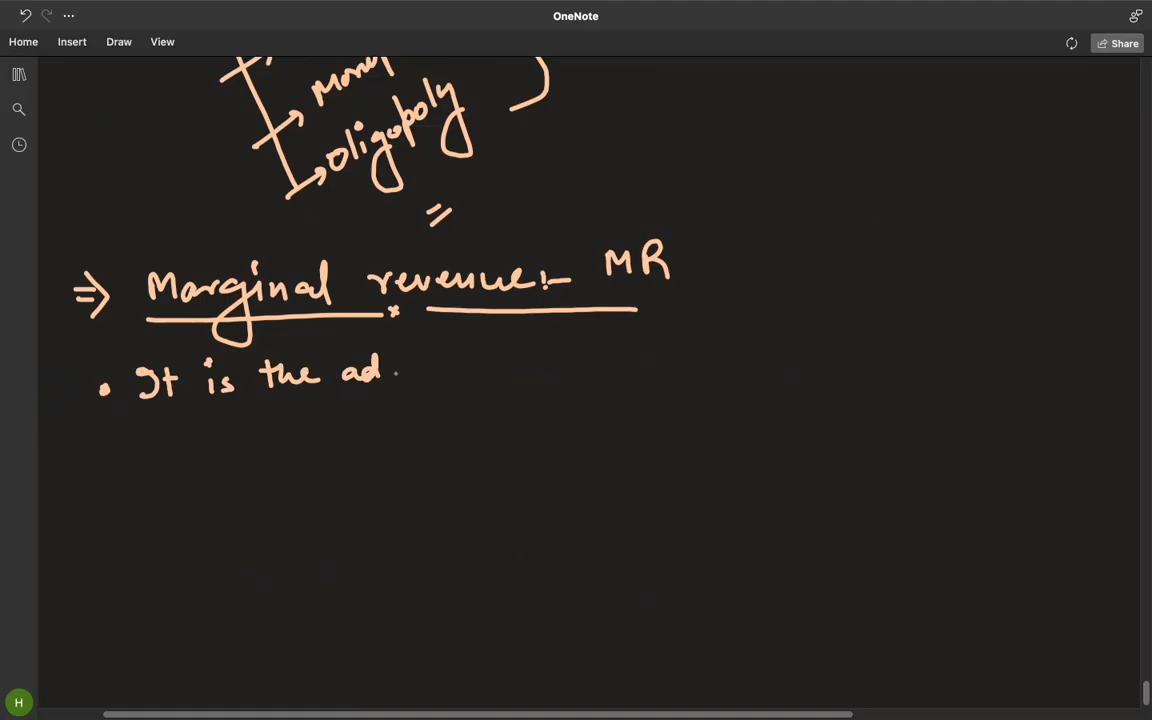 OneNote
Home Insert Draw View Share
oligopoly
⇒ Marginal revenue:- MR
• It is the ad
H